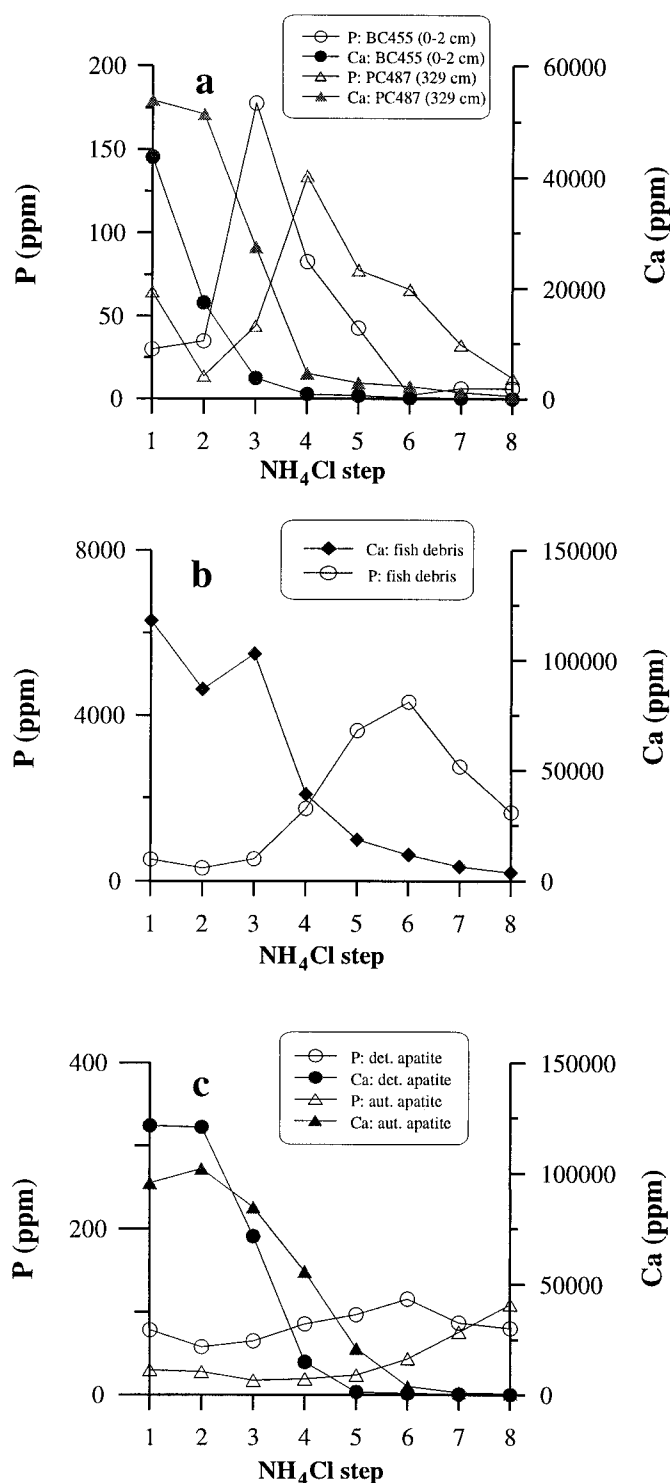 P: BC455 (0-2 cm)
Ca: BC455 (0-2 cm)
P: PC487 (329 cm)
Ca: PC487 (329 cm)
a
200
150
100
50
0
60000
40000
20000
0
P (ppm)
Ca (ppm)
1 2 3 4 5 6 7 8
NH₄Cl step
Ca: fish debris
P: fish debris
b
8000
4000
0
150000
100000
50000
0
P (ppm)
Ca (ppm)
1 2 3 4 5 6 7 8
NH₄Cl step
P: det. apatite
Ca: det. apatite
P: aut. apatite
Ca: aut. apatite
c
400
200
0
150000
100000
50000
0
P (ppm)
Ca (ppm)
1 2 3 4 5 6 7 8
NH₄Cl step